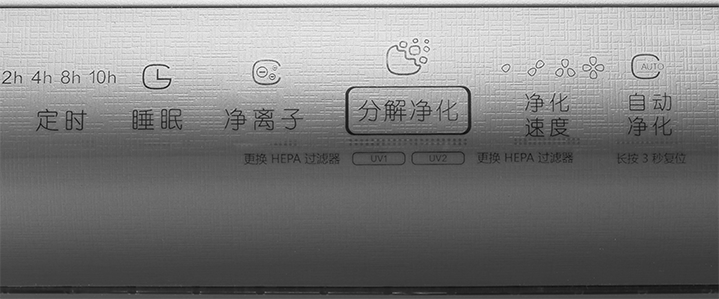 2h 4h 8h 10h
AUTO
定时
睡眠
净离子
分解净化
净化
速度
自动
净化
更换 HEPA 过滤器
UV1
UV2
更换 HEPA 过滤器
长按 3 秒复位